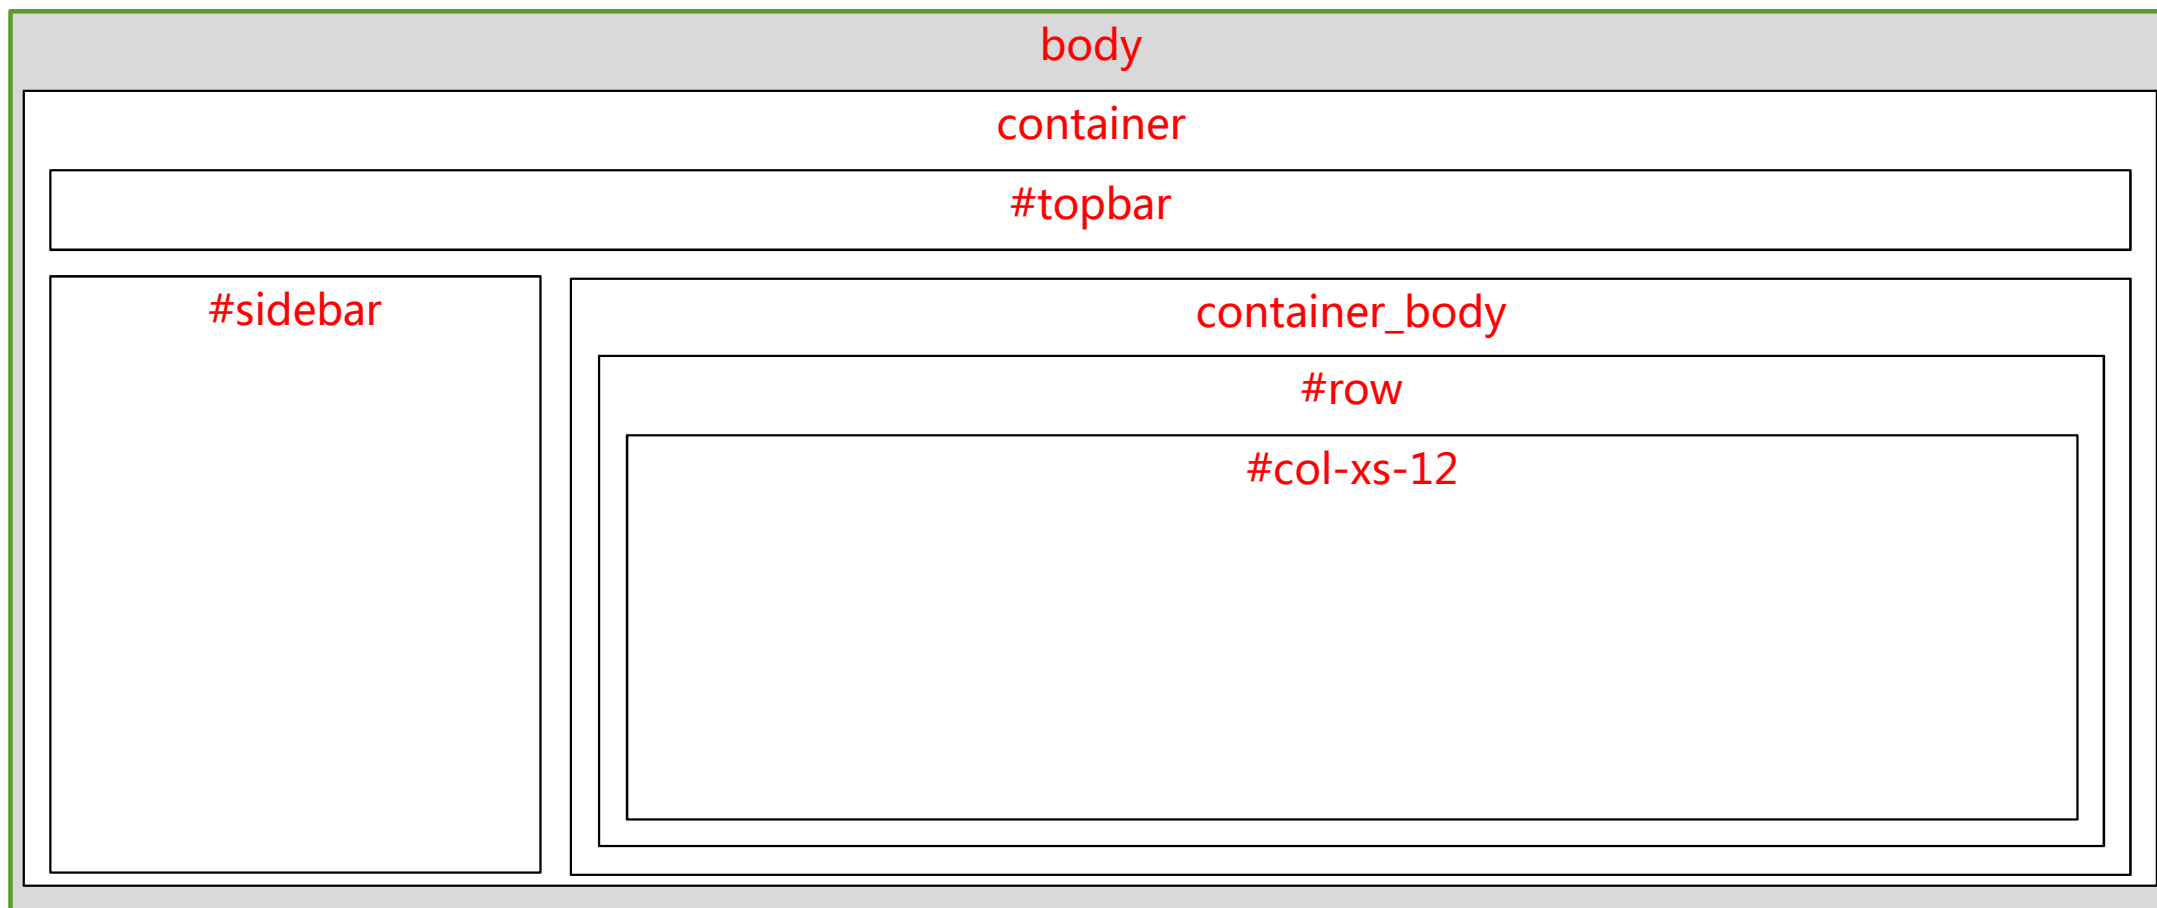 body
container
#topbar
#sidebar
container_body
#row
#col-xs-12